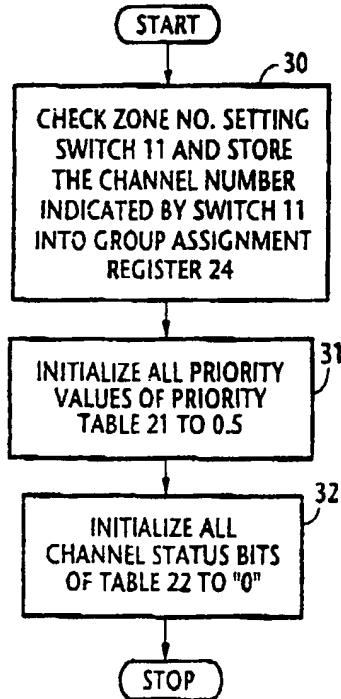 START
30
CHECK ZONE NO. SETTING
SWITCH 11 AND STORE
THE CHANNEL NUMBER
INDICATED BY SWITCH 11
INTO GROUP ASSIGNMENT
REGISTER 24
31
INITIALIZE ALL PRIORITY
VALUES OF PRIORITY
TABLE 21 TO 0.5
32
INITIALIZE ALL
CHANNEL STATUS BITS
OF TABLE 22 TO "0"
STOP